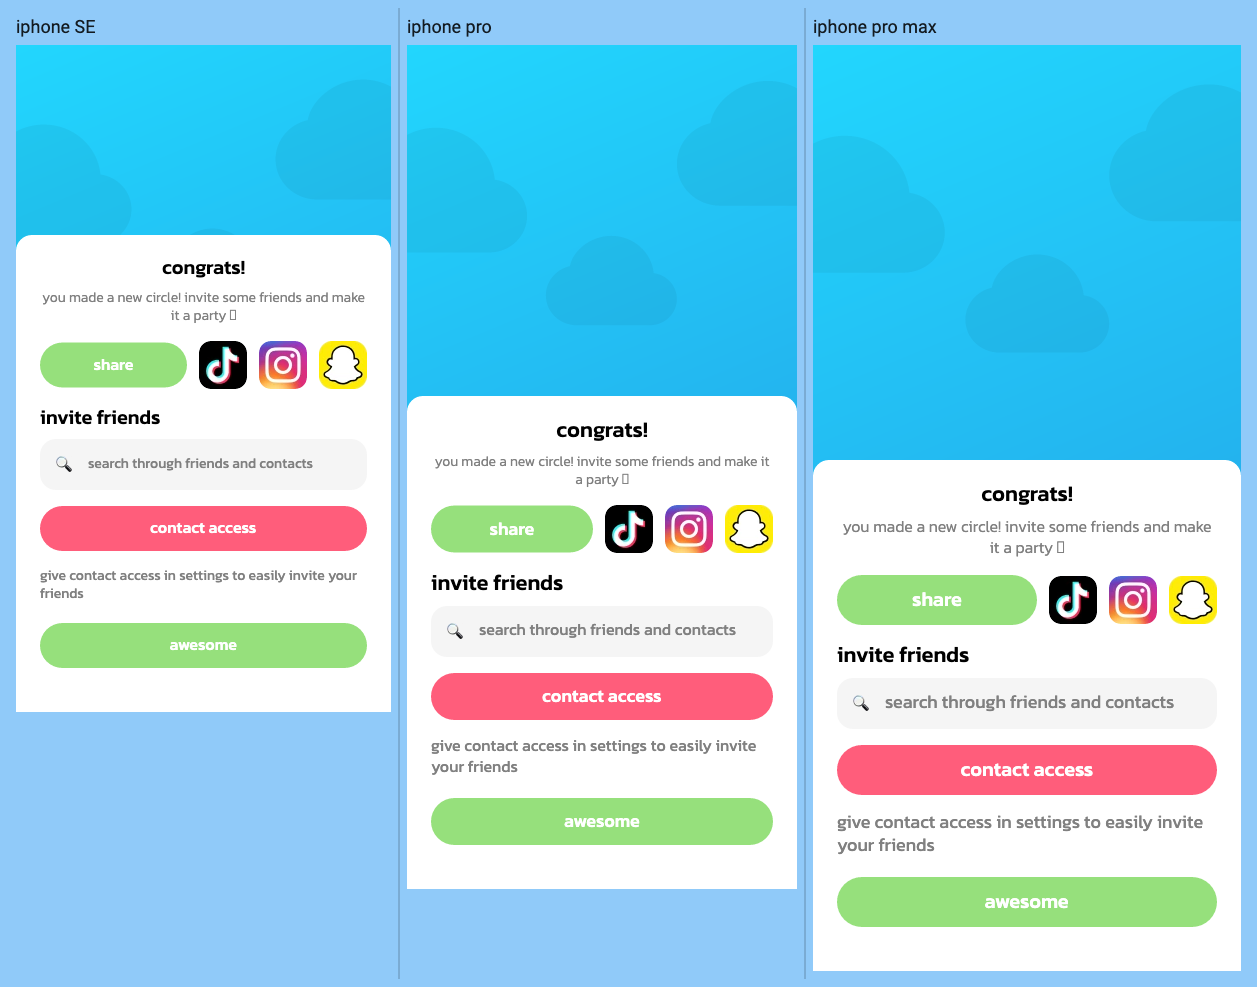 iphone SE
congrats!
you made a new circle! invite some friends and make
it a party
share
invite friends
search through friends and contacts
contact access
give contact access in settings to easily invite your
friends
awesome
iphone pro
congrats!
you made a new circle! invite some friends and make it
a party
share
invite friends
search through friends and contacts
contact access
give contact access in settings to easily invite
your friends
awesome
iphone pro max
congrats!
you made a new circle! invite some friends and make
it a party
share
invite friends
search through friends and contacts
contact access
give contact access in settings to easily invite
your friends
awesome